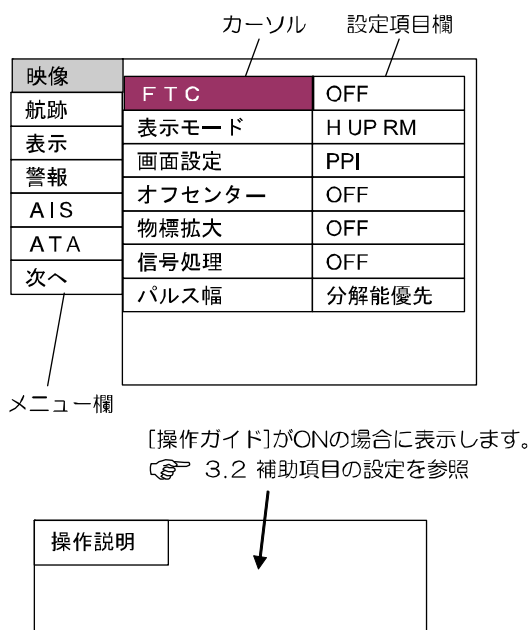 カーソル 設定項目欄
映像
航跡
表示
警報
AIS
ATA
次へ
FTC OFF
表示モード H UP RM
画面設定 PPI
オフセンター OFF
物標拡大 OFF
信号処理 OFF
パルス幅 分解能優先
メニュー欄
[操作ガイド]がONの場合に表示します。
☞ 3.2 補助項目の設定を参照
操作説明